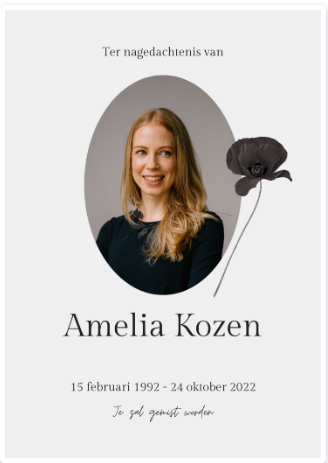 Ter nagedachtenis van
Amelia Kozen
15 februari 1992 - 24 oktober 2022
Je zal gemist worden